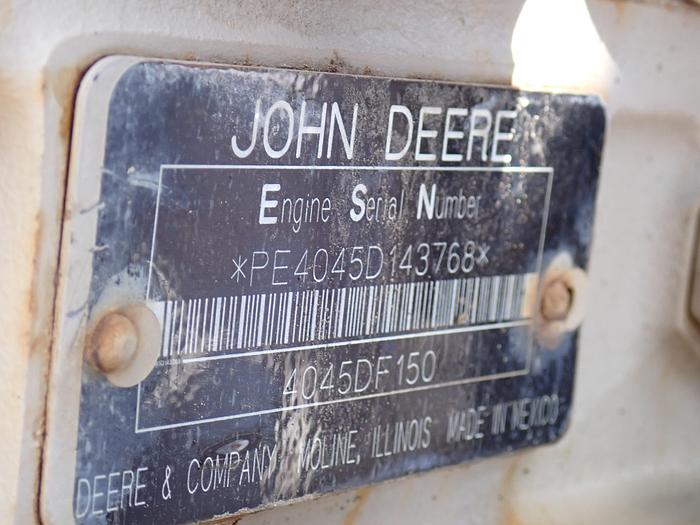 JOHN DEERE
Engine Serial Number
*PE4045D143768*
4045DF150
DEERE & COMPANY MOLINE, ILLINOIS MADE IN MEXICO